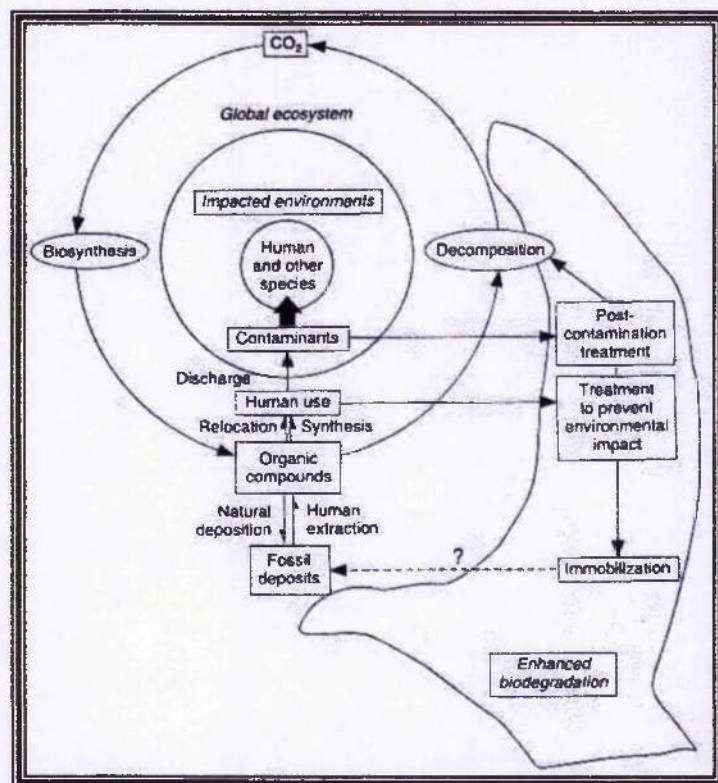 CO₂
Global ecosystem
Impacted environments
Biosynthesis
Human
and other
species
Decomposition
Contaminants
Post-
contamination
treatment
Discharge
Human use
Treatment
to prevent
environmental
impact
Relocation
Synthesis
Organic
compounds
Natural
deposition
Human
extraction
Fossil
deposits
?
Immobilization
Enhanced
biodegradation